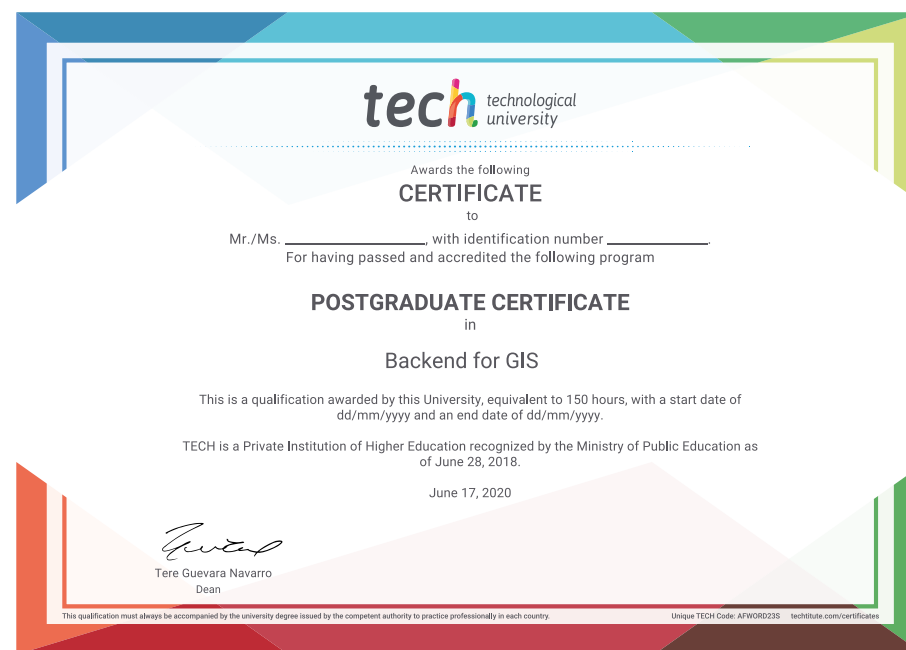 tech technological
university
Awards the following
CERTIFICATE
to
Mr./Ms. ____________________, with identification number ______________.
For having passed and accredited the following program
POSTGRADUATE CERTIFICATE
in
Backend for GIS
This is a qualification awarded by this University, equivalent to 150 hours, with a start date of
dd/mm/yyyy and an end date of dd/mm/yyyy.
TECH is a Private Institution of Higher Education recognized by the Ministry of Public Education as
of June 28, 2018.
June 17, 2020
Tere Guevara Navarro
Dean
This qualification must always be accompanied by the university degree issued by the competent authority to practice professionally in each country.
Unique TECH Code: AFWORD23S techtitute.com/certificates